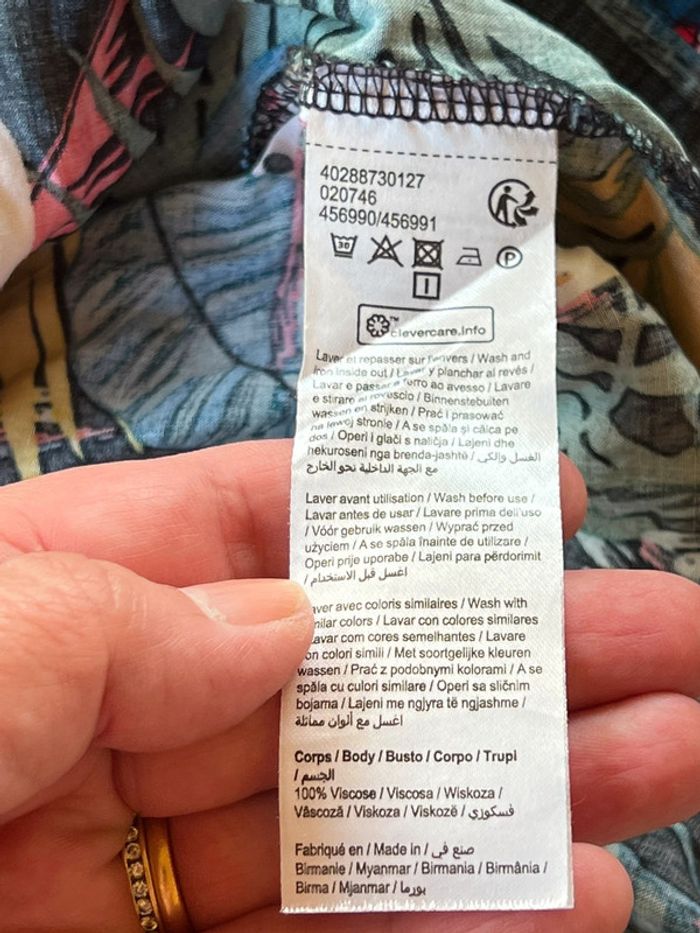 40288730127
020746
456990/456991
30
P
clevercare.info
Laver et repasser sur l'envers / Wash and
iron inside out / Lavar y planchar al revés /
Lavar e passar a ferro ao avesso / Lavare
e stirare al rovescio / Binnenstebuiten
wassen en strijken / Prać i prasować
na lewej stronie / A se spăla și călca pe
dos / Operi i glači s naličja / Lajeni dhe
hekuroseni nga brenda-jashtë / الغسل والكي
مع الجهة الداخلية نحو الخارج
Laver avant utilisation / Wash before use /
Lavar antes de usar / Lavare prima dell'uso
/ Vóór gebruik wassen / Wyprać przed
użyciem / A se spăla înainte de utilizare /
Operi prije uporabe / Lajeni para përdorimit
/ اغسل قبل الاستخدام
aver avec coloris similaires / Wash with
milar colors / Lavar con colores similares
avar com cores semelhantes / Lavare
on colori simili / Met soortgelijke kleuren
wassen / Prać z podobnymi kolorami / A se
spăla cu culori similare / Operi sa sličnim
bojama / Lajeni me ngjyra të ngjashme /
اغسل مع ألوان مماثلة
Corps / Body / Busto / Corpo / Trupi
/ الجسم
100% Viscose / Viscosa / Wiskoza /
Vâscoză / Viskoza / Viskozë / فسكوزي
Fabriqué en / Made in / صنع في
Birmanie / Myanmar / Birmania / Birmânia /
Birma / Mjanmar / بورما